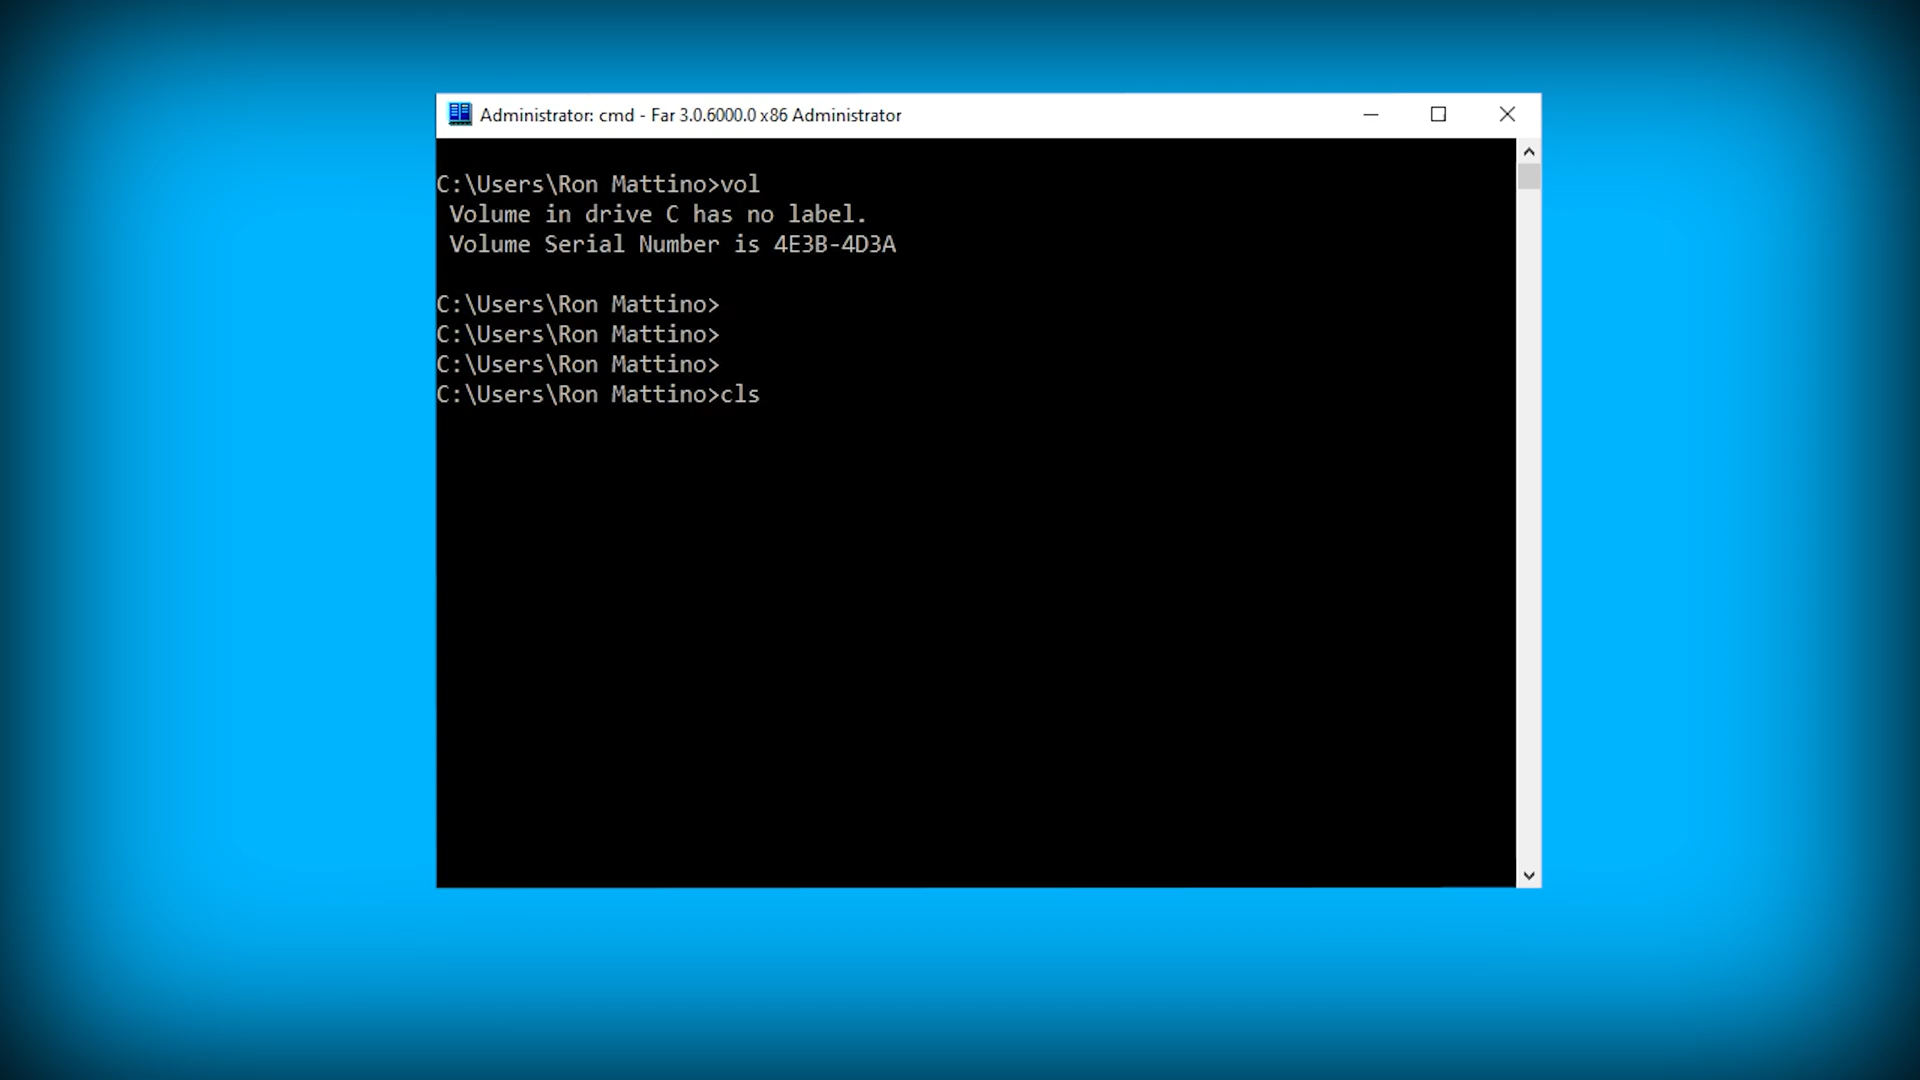 Administrator: cmd - Far 3.0.6000.0 x86 Administrator
C:\Users\Ron Mattino>vol
Volume in drive C has no label.
Volume Serial Number is 4E3B-4D3A
C:\Users\Ron Mattino>
C:\Users\Ron Mattino>
C:\Users\Ron Mattino>
C:\Users\Ron Mattino>cls